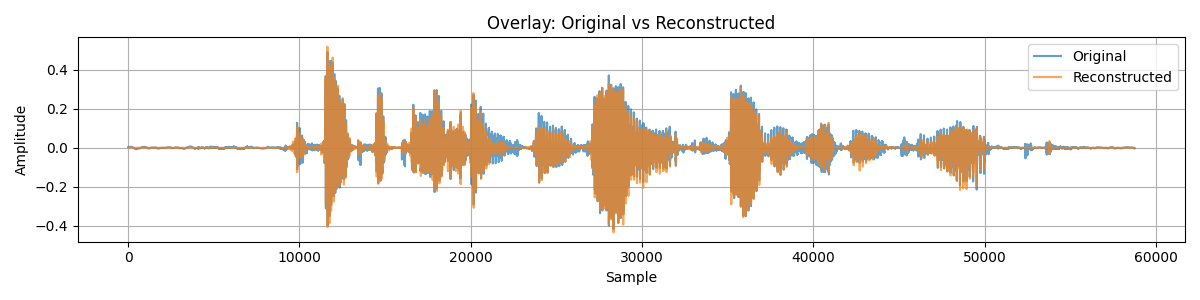 Overlay: Original vs Reconstructed
Original
Reconstructed
Amplitude
0.4
0.2
0.0
−0.2
−0.4
0 10000 20000 30000 40000 50000 60000
Sample